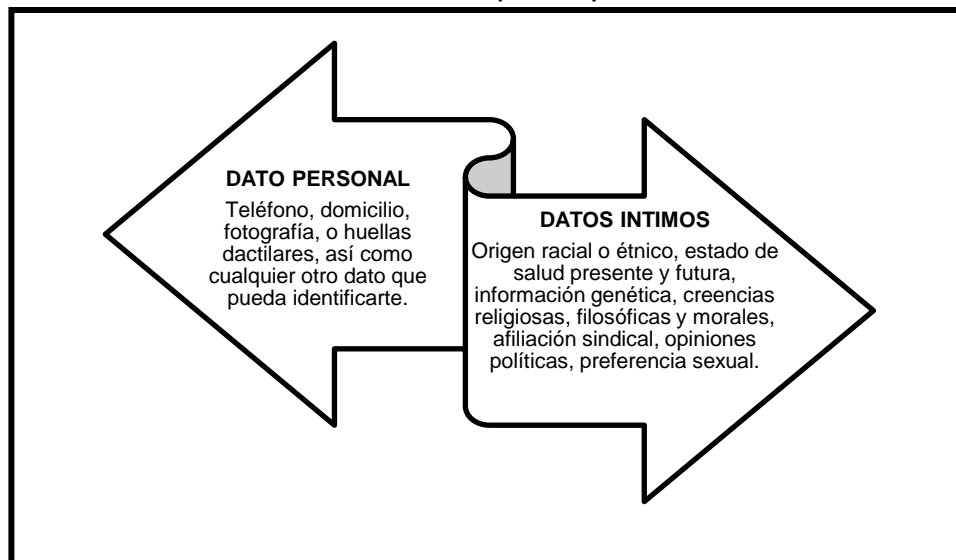 DATO PERSONAL
Teléfono, domicilio,
fotografía, o huellas
dactilares, así como
cualquier otro dato que
pueda identificarte.
DATOS INTIMOS
Origen racial o étnico, estado de
salud presente y futura,
información genética, creencias
religiosas, filosóficas y morales,
afiliación sindical, opiniones
políticas, preferencia sexual.